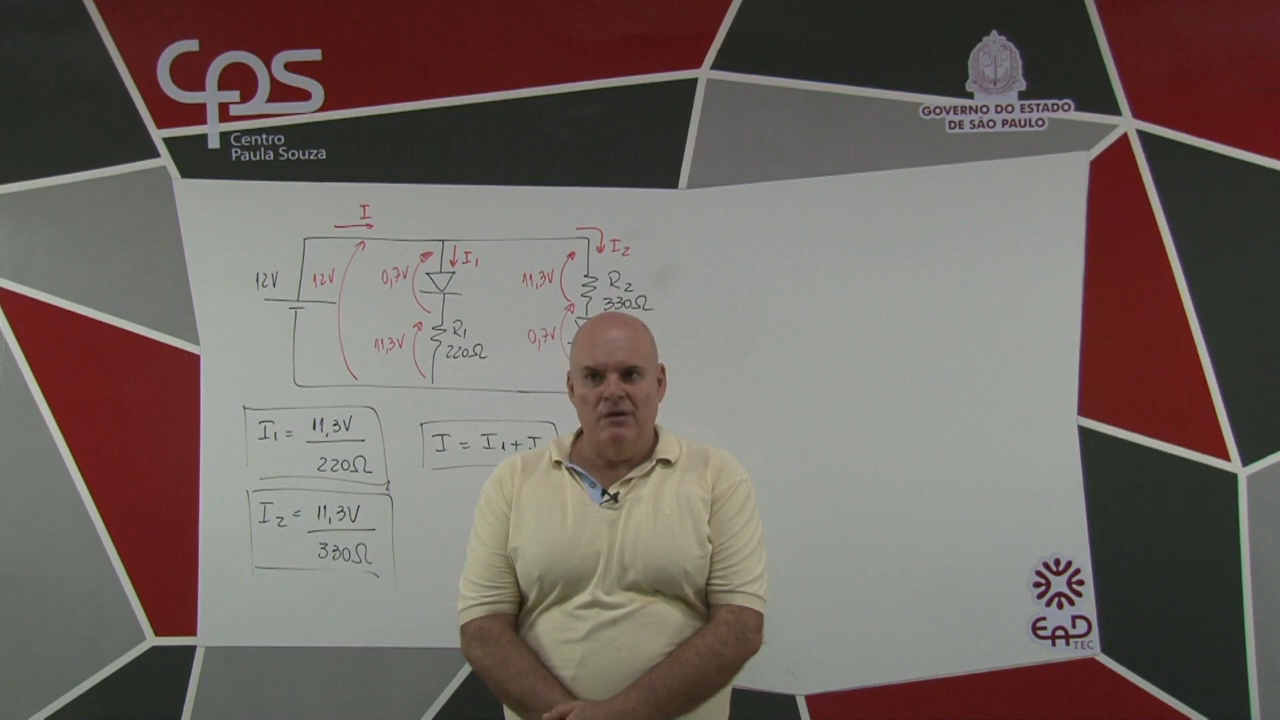 CPS
Centro
Paula Souza
GOVERNO DO ESTADO
DE SÃO PAULO
I
I1
I2
12V
12V
0,7V
11,3V
R2
330Ω
11,3V
R1
220Ω
0,7V
I1 = 11,3V
220Ω
I = I1 + I
I2 = 11,3V
330Ω
EAD
TEC